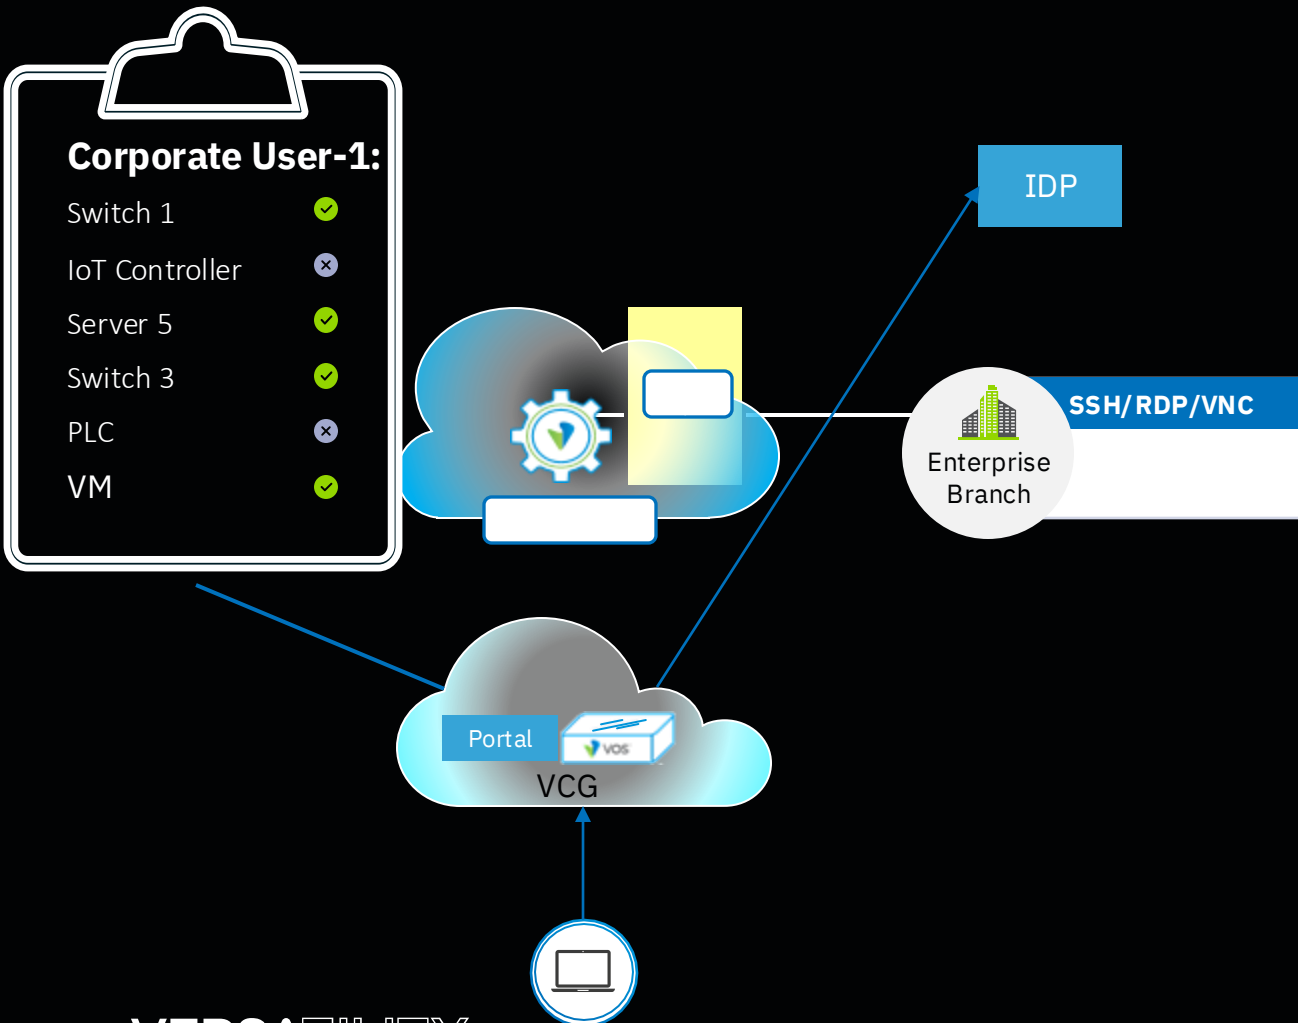 Corporate User-1:
Switch 1
IoT Controller
Server 5
Switch 3
PLC
VM
IDP
SSH/RDP/VNC
Enterprise
Branch
Portal
VOS
VCG